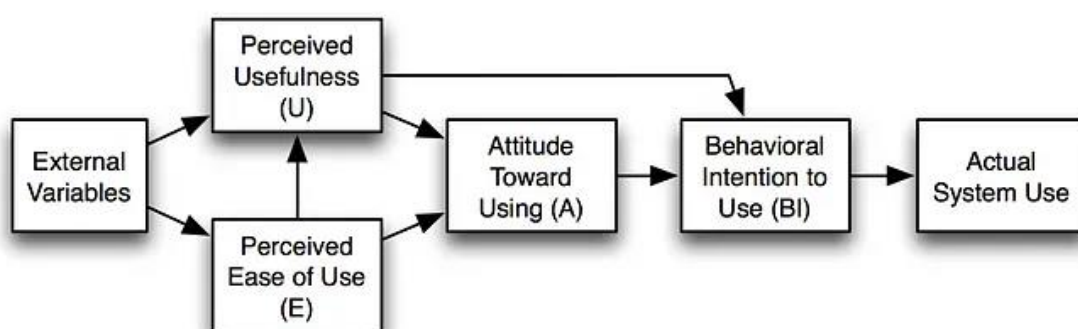 External
Variables
Perceived
Usefulness
(U)
Perceived
Ease of Use
(E)
Attitude
Toward
Using (A)
Behavioral
Intention to
Use (BI)
Actual
System Use